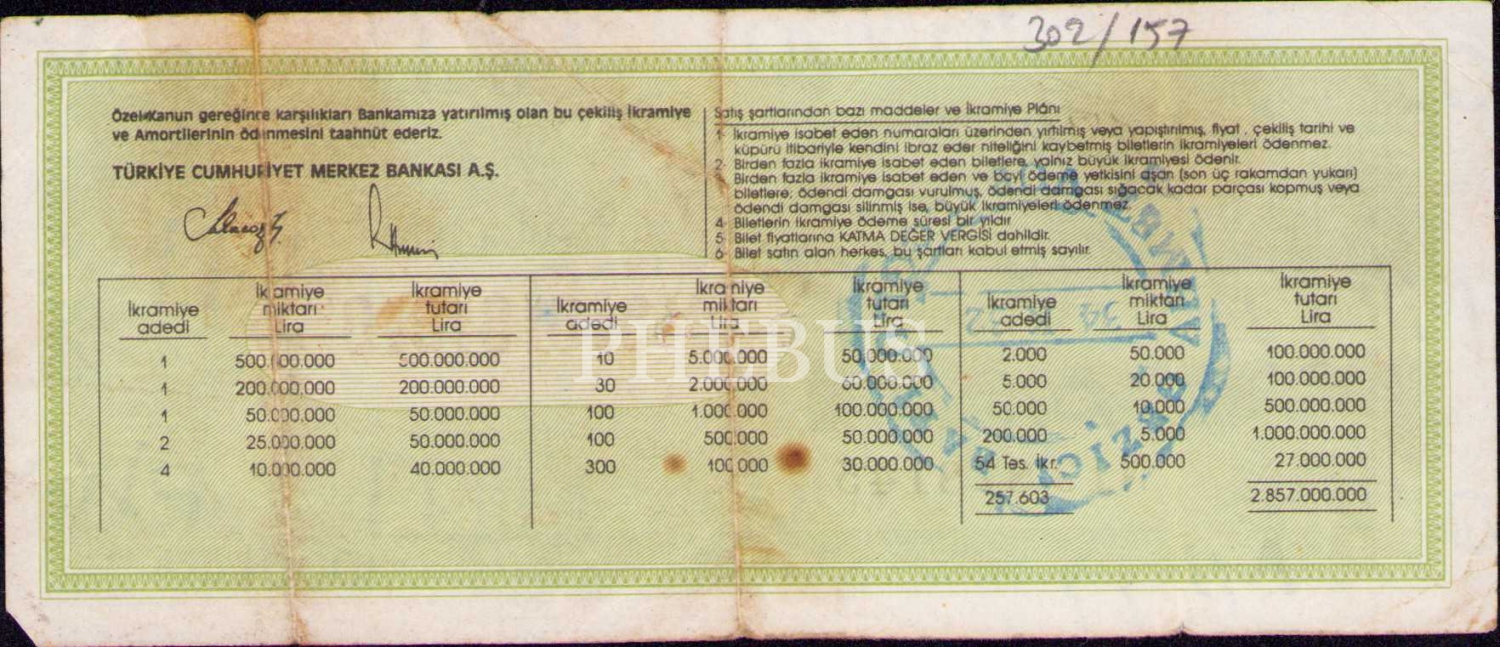 302/157
Özel Kanun gereğince karşılıkları Bankamıza yatırılmış olan bu çekiliş İkramiye
ve Amortilerinin ödenmesini taahhüt ederiz.
TÜRKİYE CUMHURİYET MERKEZ BANKASI A.Ş.
Satış şartlarından bazı maddeler ve İkramiye Plânı
1- İkramiye isabet eden numaraları üzerinden yırtılmış veya yapıştırılmış, fiyat , çekiliş tarihi ve
küpürü itibariyle kendini ibraz eder niteliğini kaybetmiş biletlerin ikramiyeleri ödenmez.
2- Birden fazla ikramiye isabet eden biletlere, yalnız büyük ikramiyesi ödenir.
Birden fazla ikramiye isabet eden ve bayi ödeme yetkisini aşan (son üç rakamdan yukarı)
biletlere; ödendi damgası vurulmuş, ödendi damgası sığacak kadar parçası kopmuş veya
ödendi damgası silinmiş ise, büyük ikramiyeleri ödenmez.
4- Biletlerin ikramiye ödeme süresi bir yıldır
5- Bilet fiyatlarına KATMA DEĞER VERGİSİ dahildir.
6- Bilet satın alan herkes, bu şartları kabul etmiş sayılır.
İkramiye adedi İkramiye miktarı Lira İkramiye tutarı Lira
1 500.000.000 500.000.000
1 200.000.000 200.000.000
1 50.000.000 50.000.000
2 25.000.000 50.000.000
4 10.000.000 40.000.000
İkramiye adedi İkramiye miktarı Lira İkramiye tutarı Lira
10 5.000.000 50.000.000
30 2.000.000 60.000.000
100 1.000.000 100.000.000
100 500.000 50.000.000
300 100.000 30.000.000
İkramiye adedi İkramiye miktarı Lira İkramiye tutarı Lira
2.000 50.000 100.000.000
5.000 20.000 100.000.000
50.000 10.000 500.000.000
200.000 5.000 1.000.000.000
54 Tes. İkr. 500.000 27.000.000
257.603 2.857.000.000
PHEBUS
34